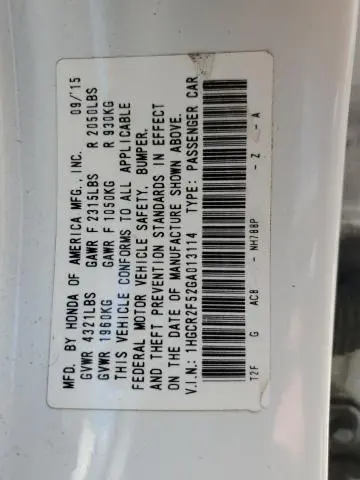 MFD. BY HONDA OF AMERICA MFG., INC. 09/'15
GVWR 4321LBS GAWR F 2315LBS R 2050LBS
GVWR 1960KG GAWR F 1050KG R 930KG
THIS VEHICLE CONFORMS TO ALL APPLICABLE
FEDERAL MOTOR VEHICLE SAFETY, BUMPER,
AND THEFT PREVENTION STANDARDS IN EFFECT
ON THE DATE OF MANUFACTURE SHOWN ABOVE.
V.I.N.: 1HGCR2F52GA013114 TYPE: PASSENGER CAR
T2F G AC8 - NH788P - Z - A